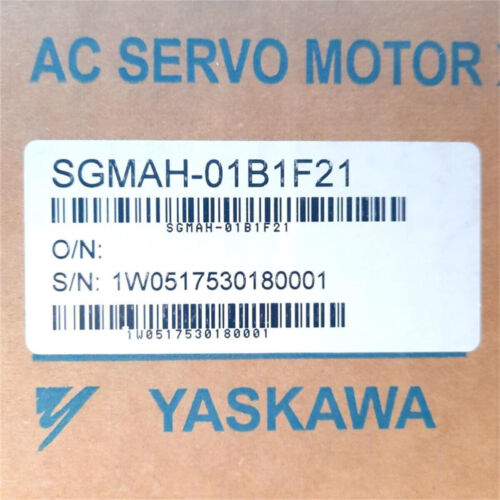 AC SERVO MOTOR
SGMAH-01B1F21
SGMAH-01B1F21
O/N:
S/N: 1W0517530180001
1W0517530180001
YASKAWA